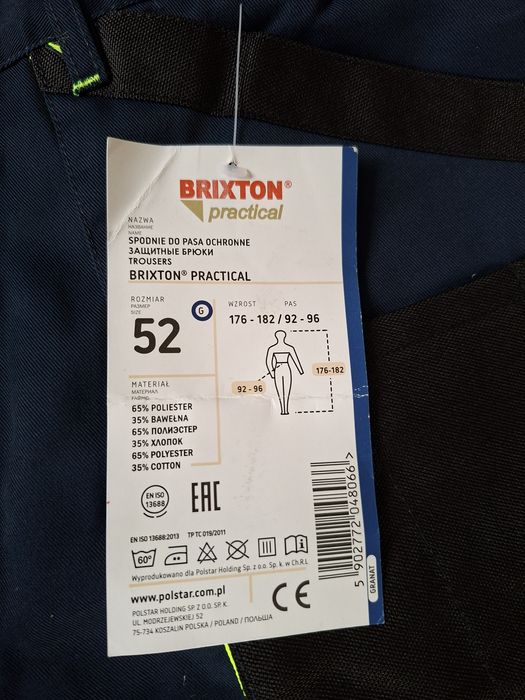 BRIXTON®
practical
NAZWA
НАЗВАНИЕ
NAME
SPODNIE DO PASA OCHRONNE
ЗАЩИТНЫЕ БРЮКИ
TROUSERS
BRIXTON® PRACTICAL
ROZMIAR
РАЗМЕР
SIZE
52
G
WZROST PAS
176 - 182 / 92 - 96
176-182
92 - 96
MATERIAŁ
МАТЕРИАЛ
FABRIC
65% POLIESTER
35% BAWEŁNA
65% ПОЛИЭСТЕР
35% ХЛОПОК
65% POLYESTER
35% COTTON
EN ISO
13688
EAC
EN ISO 13688:2013 TP TC 019/2011
60°
Wyprodukowano dla Polstar Holding Sp. z o.o. Sp. k. w Ch.R.L
www.polstar.com.pl
POLSTAR HOLDING SP. Z O.O. SP. K.
UL. MODRZEJEWSKIEJ 52
75-734 KOSZALIN POLSKA / POLAND / ПОЛЬША
CE
5 902772 048066 >
GRANAT